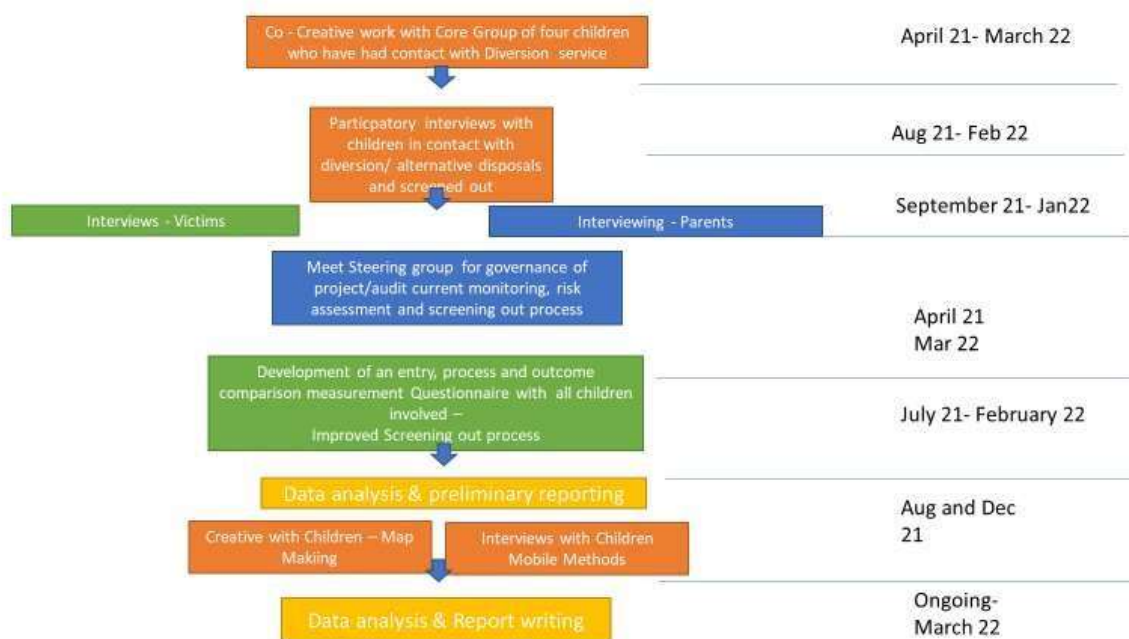 Co - Creative work with Core Group of four children
who have had contact with Diversion service
April 21- March 22
Particpatory interviews with
children in contact with
diversion/ alternative disposals
and screened out
Aug 21- Feb 22
September 21- Jan22
Interviews - Victims
Interviewing - Parents
Meet Steering group for governance of
project/audit current monitoring, risk
assessment and screening out process
April 21
Mar 22
Development of an entry, process and outcome
comparison measurement Questionnaire with all children
involved –
Improved Screening out process
July 21- February 22
Data analysis & preliminary reporting
Aug and Dec
21
Creative with Children – Map
Makiing
Interviews with Children
Mobile Methods
Data analysis & Report writing
Ongoing-
March 22